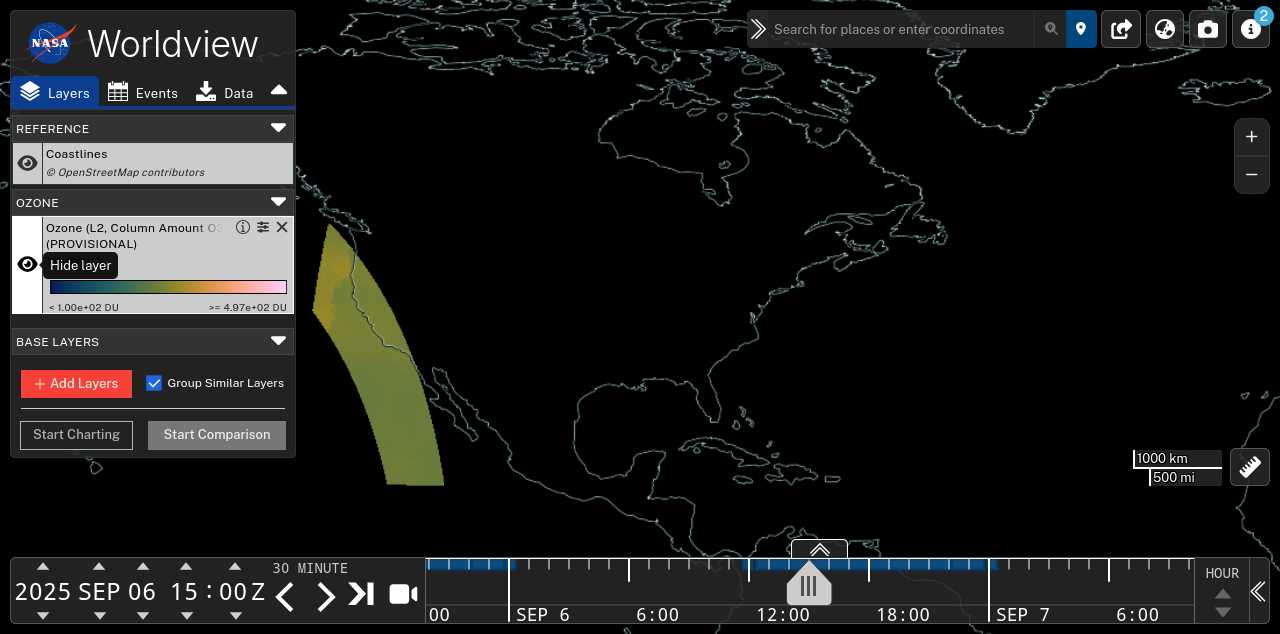 NASA Worldview
Layers Events Data
Search for places or enter coordinates
2
REFERENCE
Coastlines
© OpenStreetMap contributors
OZONE
Ozone (L2, Column Amount O3
(PROVISIONAL)
Hide layer
< 1.00e+02 DU >= 4.97e+02 DU
BASE LAYERS
+ Add Layers Group Similar Layers
Start Charting Start Comparison
+
−
1000 km
500 mi
2025 SEP 06 15 : 00 Z
30 MINUTE
00 SEP 6 6:00 12:00 18:00 SEP 7 6:00
HOUR